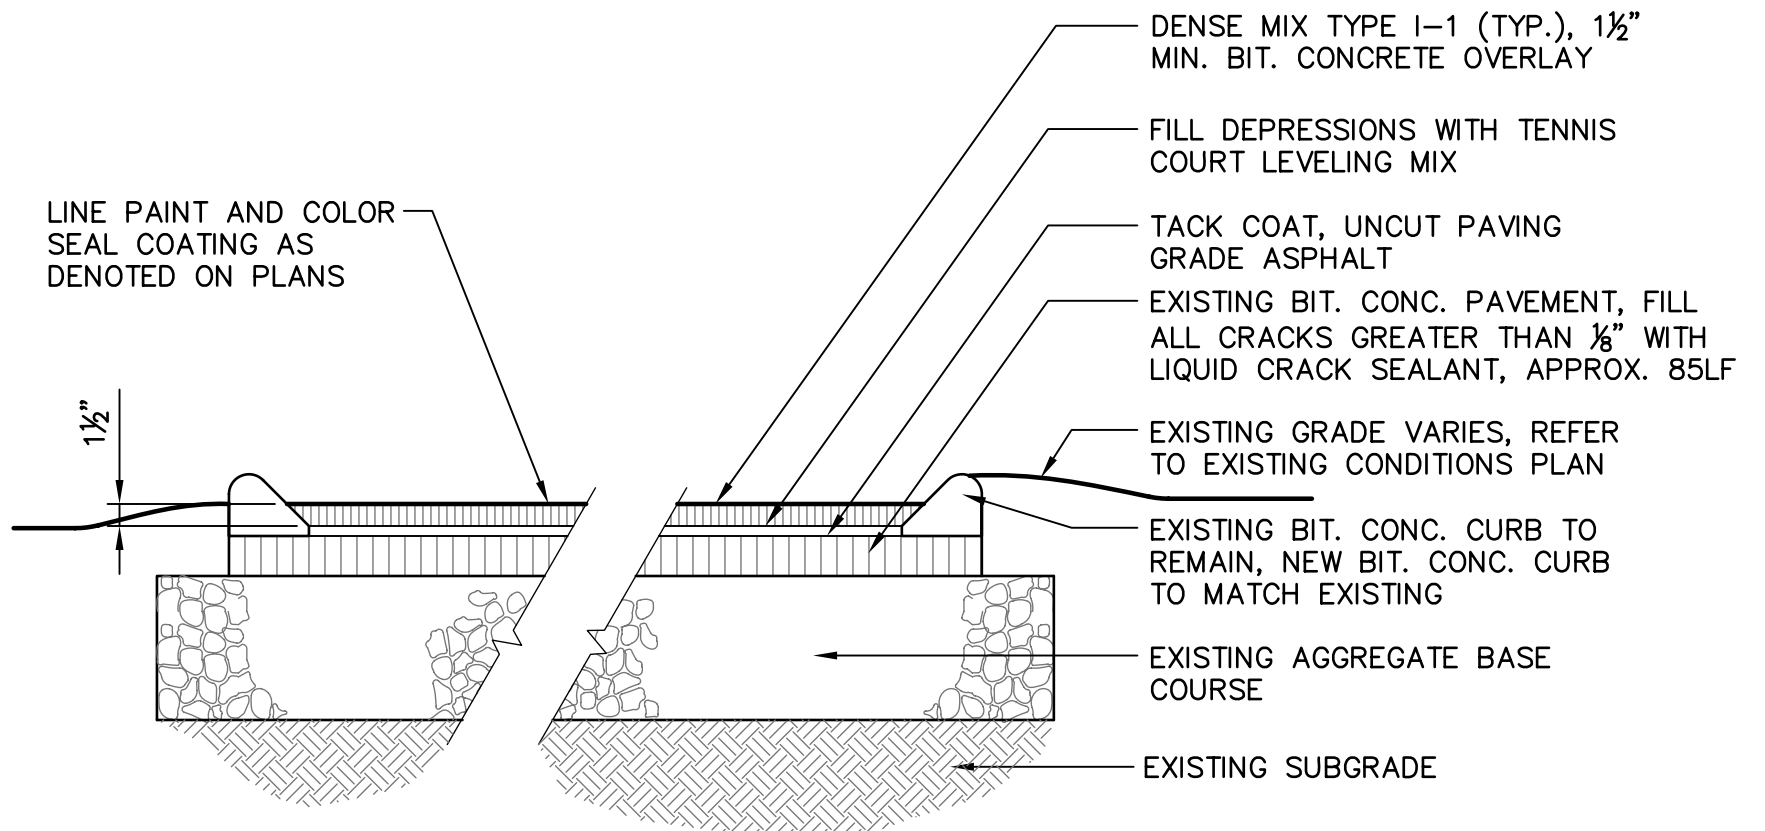 DENSE MIX TYPE I-1 (TYP.), 1½"
MIN. BIT. CONCRETE OVERLAY
FILL DEPRESSIONS WITH TENNIS
COURT LEVELING MIX
LINE PAINT AND COLOR
SEAL COATING AS
DENOTED ON PLANS
TACK COAT, UNCUT PAVING
GRADE ASPHALT
EXISTING BIT. CONC. PAVEMENT, FILL
ALL CRACKS GREATER THAN ⅛" WITH
LIQUID CRACK SEALANT, APPROX. 85LF
1½"
EXISTING GRADE VARIES, REFER
TO EXISTING CONDITIONS PLAN
EXISTING BIT. CONC. CURB TO
REMAIN, NEW BIT. CONC. CURB
TO MATCH EXISTING
EXISTING AGGREGATE BASE
COURSE
EXISTING SUBGRADE